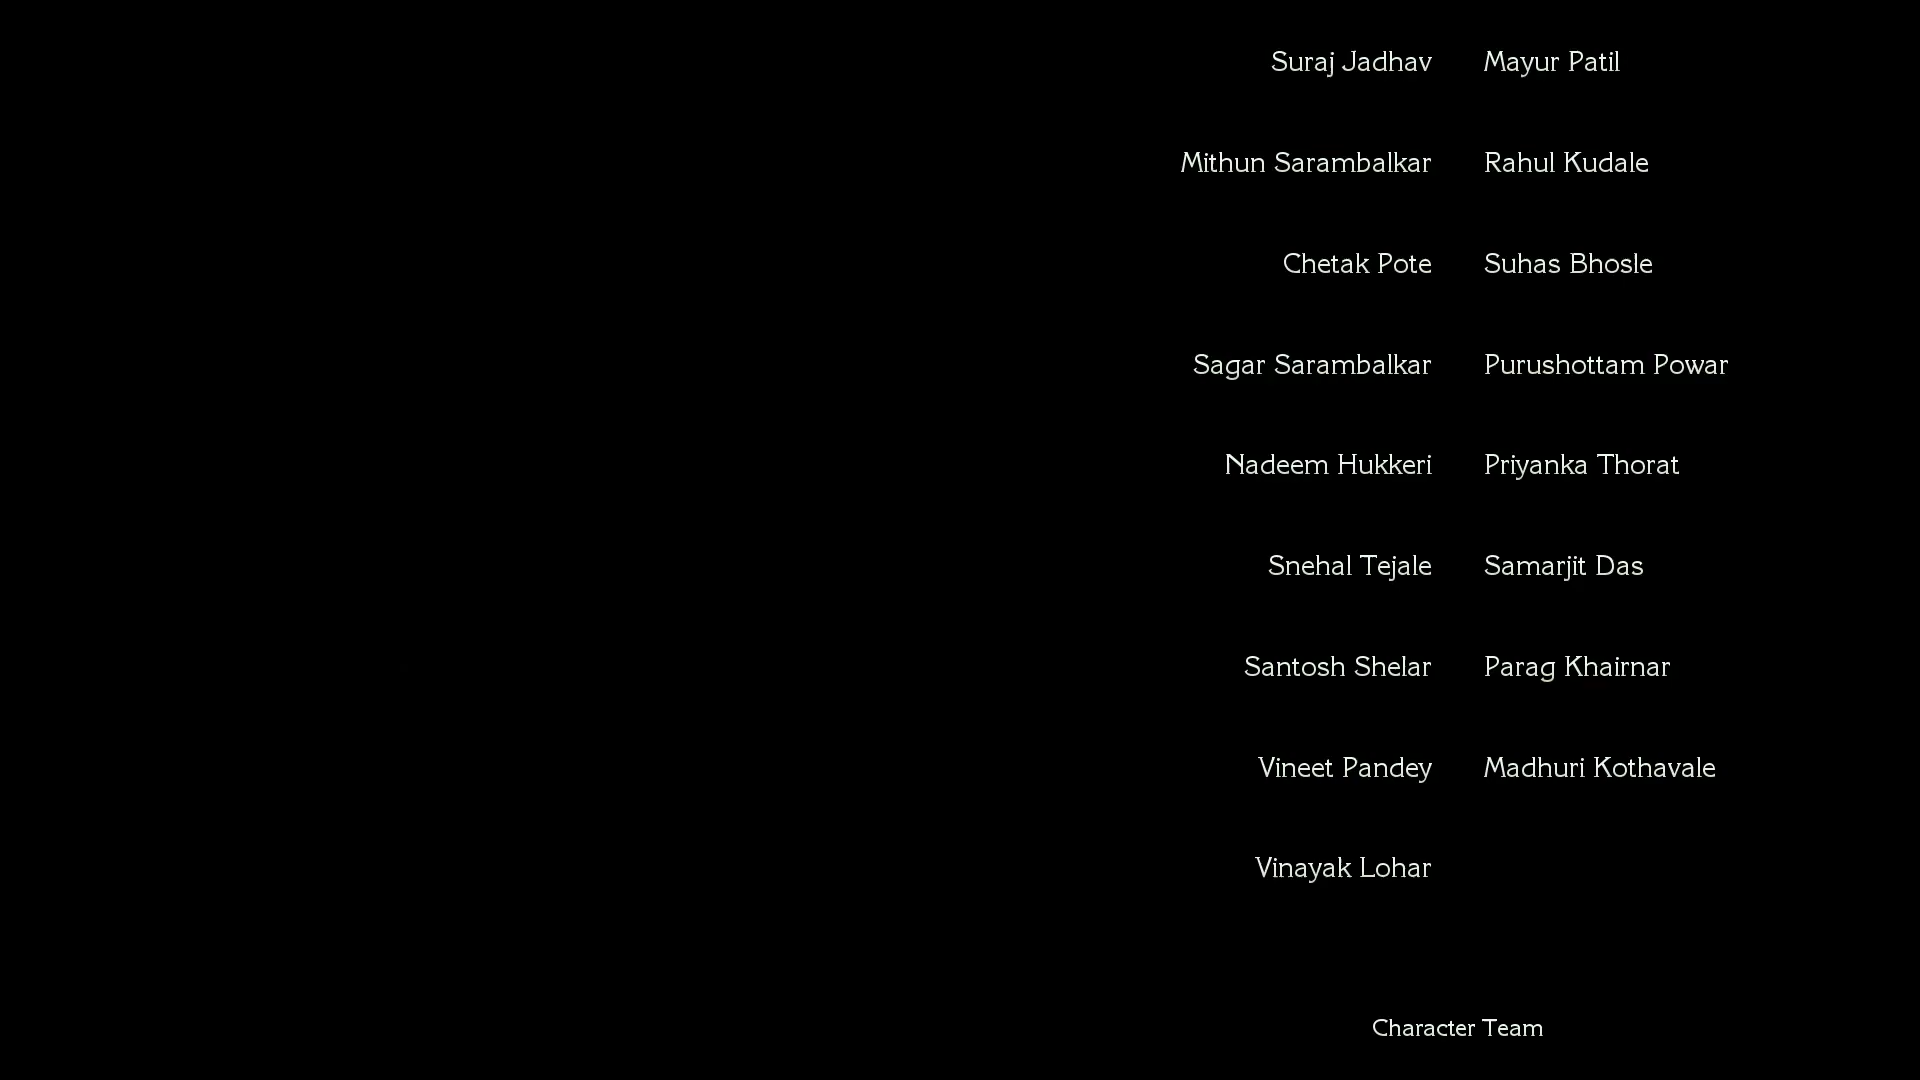 Suraj Jadhav Mayur Patil
Mithun Sarambalkar Rahul Kudale
Chetak Pote Suhas Bhosle
Sagar Sarambalkar Purushottam Powar
Nadeem Hukkeri Priyanka Thorat
Snehal Tejale Samarjit Das
Santosh Shelar Parag Khairnar
Vineet Pandey Madhuri Kothavale
Vinayak Lohar
Character Team